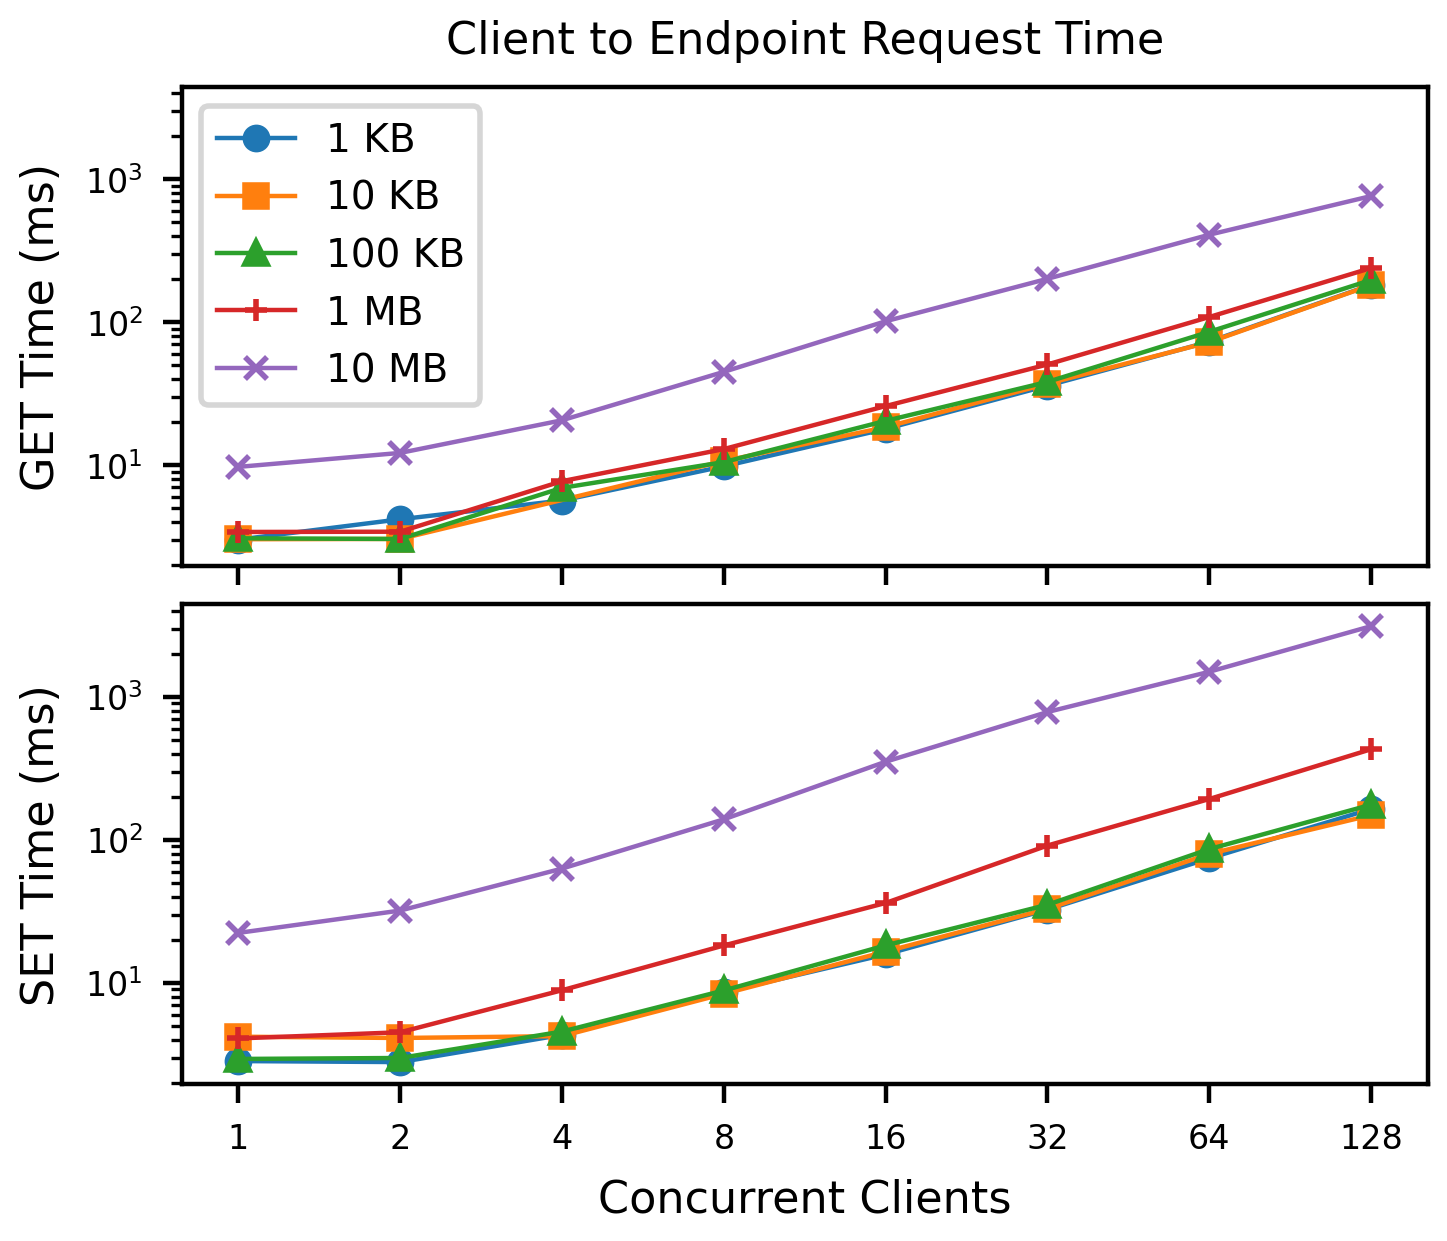 Client to Endpoint Request Time
GET Time (ms)
10³
10²
10¹
1 KB
10 KB
100 KB
1 MB
10 MB
SET Time (ms)
10³
10²
10¹
1 2 4 8 16 32 64 128
Concurrent Clients